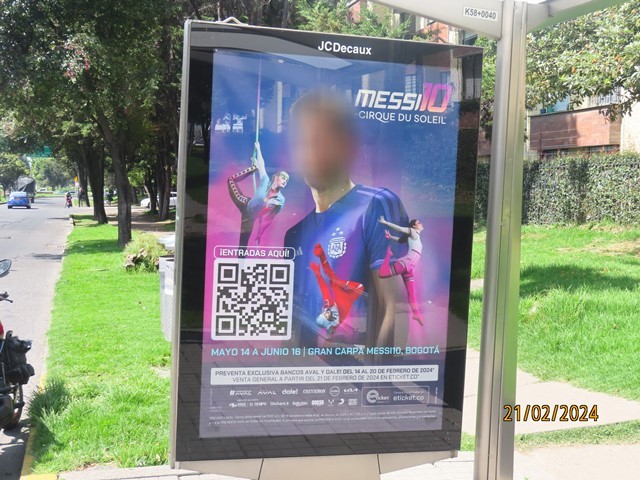 K58+0040
JCDecaux
MESSI10
CIRQUE DU SOLEIL
¡ENTRADAS AQUÍ!
MAYO 14 A JUNIO 16 | GRAN CARPA MESSI10, BOGOTÁ
PREVENTA EXCLUSIVA BANCOS AVAL Y DALE! DEL 14 AL 20 DE FEBRERO DE 2024*
VENTA GENERAL A PARTIR DEL 21 DE FEBRERO DE 2024 EN ETICKET.CO*
AVAL dale!
eticket.co
21/02/2024